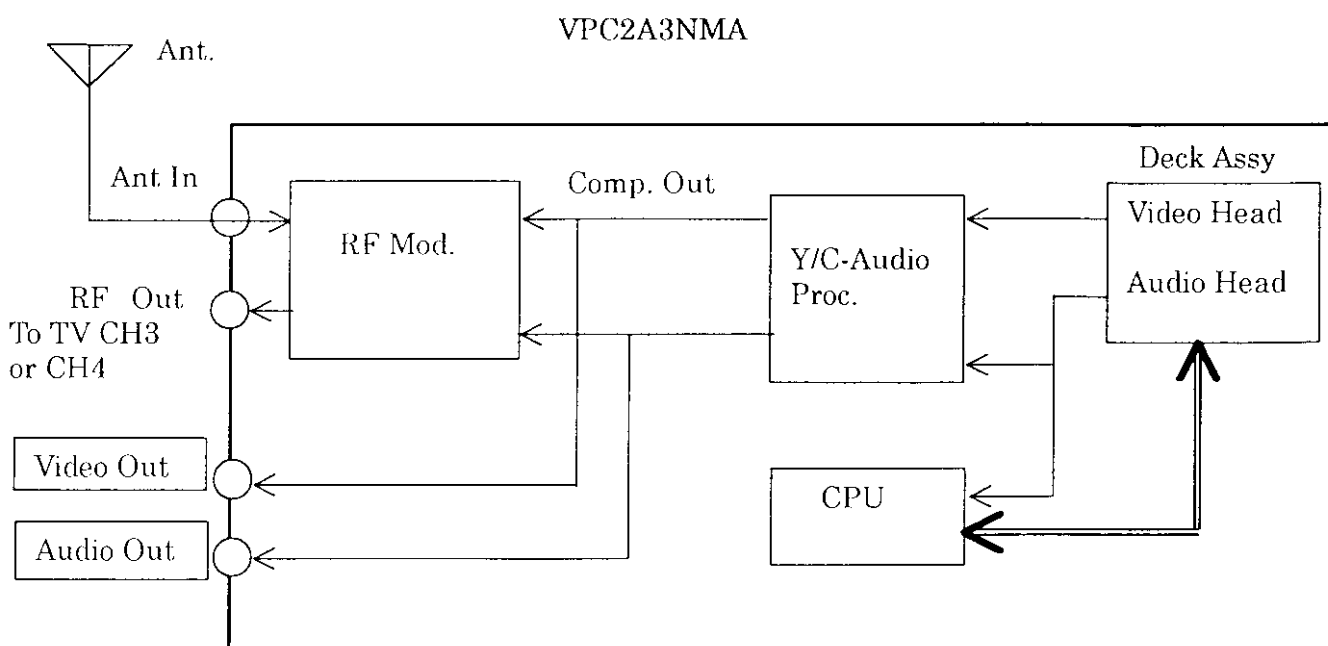 VPC2A3NMA
Ant.
Ant In
RF Out
To TV CH3
or CH4
Video Out
Audio Out
RF Mod.
Comp. Out
Y/C-Audio
Proc.
CPU
Deck Assy
Video Head
Audio Head